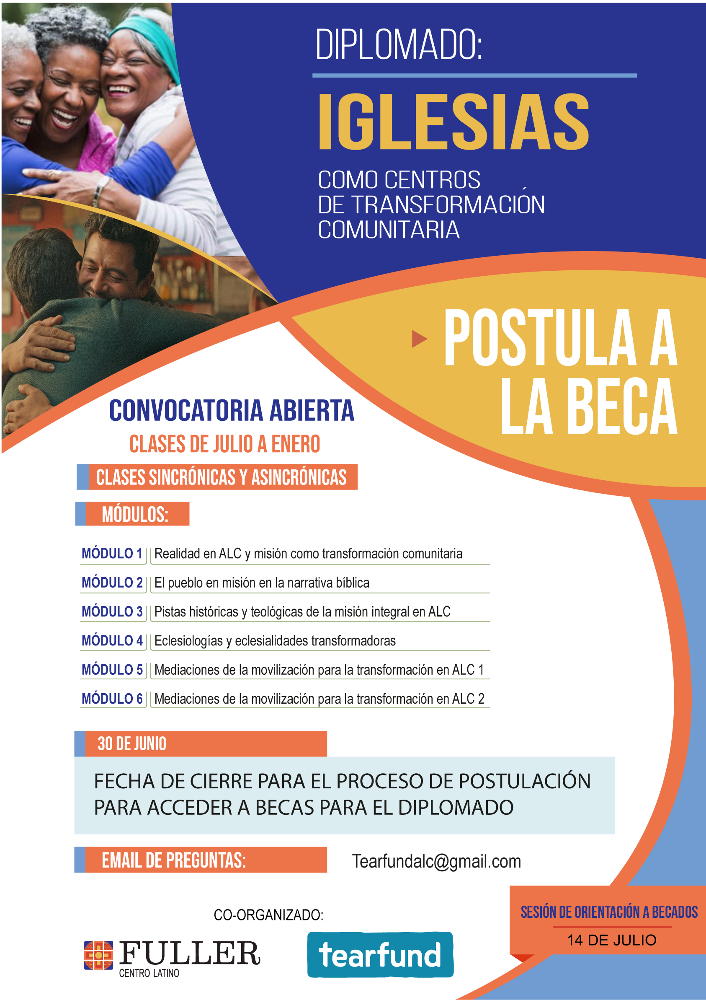 DIPLOMADO:
IGLESIAS
COMO CENTROS
DE TRANSFORMACIÓN
COMUNITARIA
POSTULA A
LA BECA
CONVOCATORIA ABIERTA
CLASES DE JULIO A ENERO
CLASES SINCRÓNICAS Y ASINCRÓNICAS
MÓDULOS:
MÓDULO 1 Realidad en ALC y misión como transformación comunitaria
MÓDULO 2 El pueblo en misión en la narrativa bíblica
MÓDULO 3 Pistas históricas y teológicas de la misión integral en ALC
MÓDULO 4 Eclesiologías y eclesialidades transformadoras
MÓDULO 5 Mediaciones de la movilización para la transformación en ALC 1
MÓDULO 6 Mediaciones de la movilización para la transformación en ALC 2
30 DE JUNIO
FECHA DE CIERRE PARA EL PROCESO DE POSTULACIÓN
PARA ACCEDER A BECAS PARA EL DIPLOMADO
EMAIL DE PREGUNTAS: Tearfundalc@gmail.com
SESIÓN DE ORIENTACIÓN A BECADOS
14 DE JULIO
CO-ORGANIZADO:
FULLER
CENTRO LATINO
tearfund